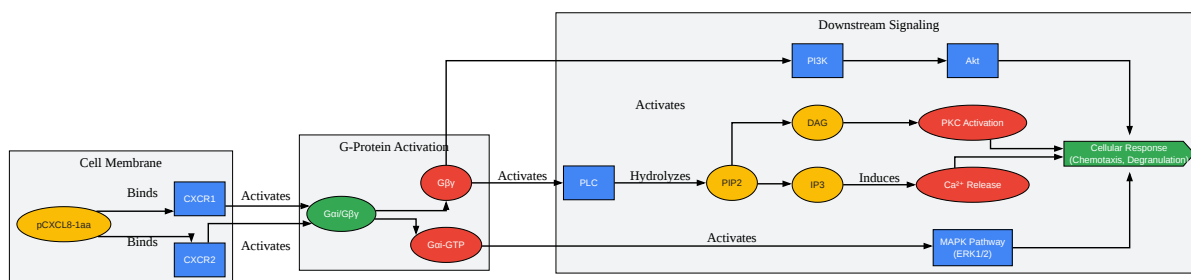 Downstream Signaling
PI3K
Akt
Activates
DAG
PKC Activation
G-Protein Activation
Cell Membrane
Cellular Response
(Chemotaxis, Degranulation)
Gβγ
Activates
PLC
Hydrolyzes
PIP2
IP3
Induces
Ca²⁺ Release
Binds
CXCR1
Activates
pCXCL8-1aa
Gαi/Gβγ
Binds
CXCR2
Activates
Gαi-GTP
Activates
MAPK Pathway
(ERK1/2)